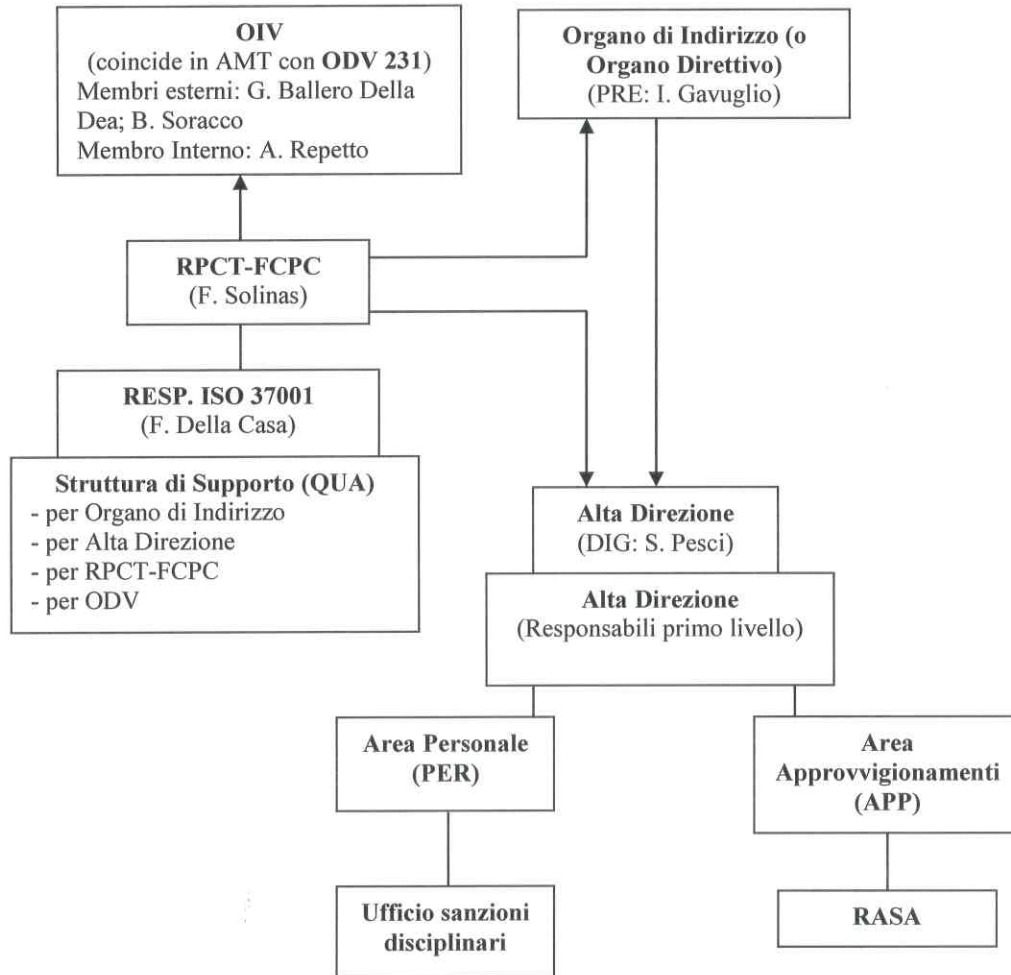 OIV
(coincide in AMT con ODV 231)
Membri esterni: G. Ballero Della
Dea; B. Soracco
Membro Interno: A. Repetto
Organo di Indirizzo (o
Organo Direttivo)
(PRE: I. Gavuglio)
RPCT-FCPC
(F. Solinas)
RESP. ISO 37001
(F. Della Casa)
Struttura di Supporto (QUA)
- per Organo di Indirizzo
- per Alta Direzione
- per RPCT-FCPC
- per ODV
Alta Direzione
(DIG: S. Pesci)
Alta Direzione
(Responsabili primo livello)
Area Personale
(PER)
Area
Approvvigionamenti
(APP)
Ufficio sanzioni
disciplinari
RASA